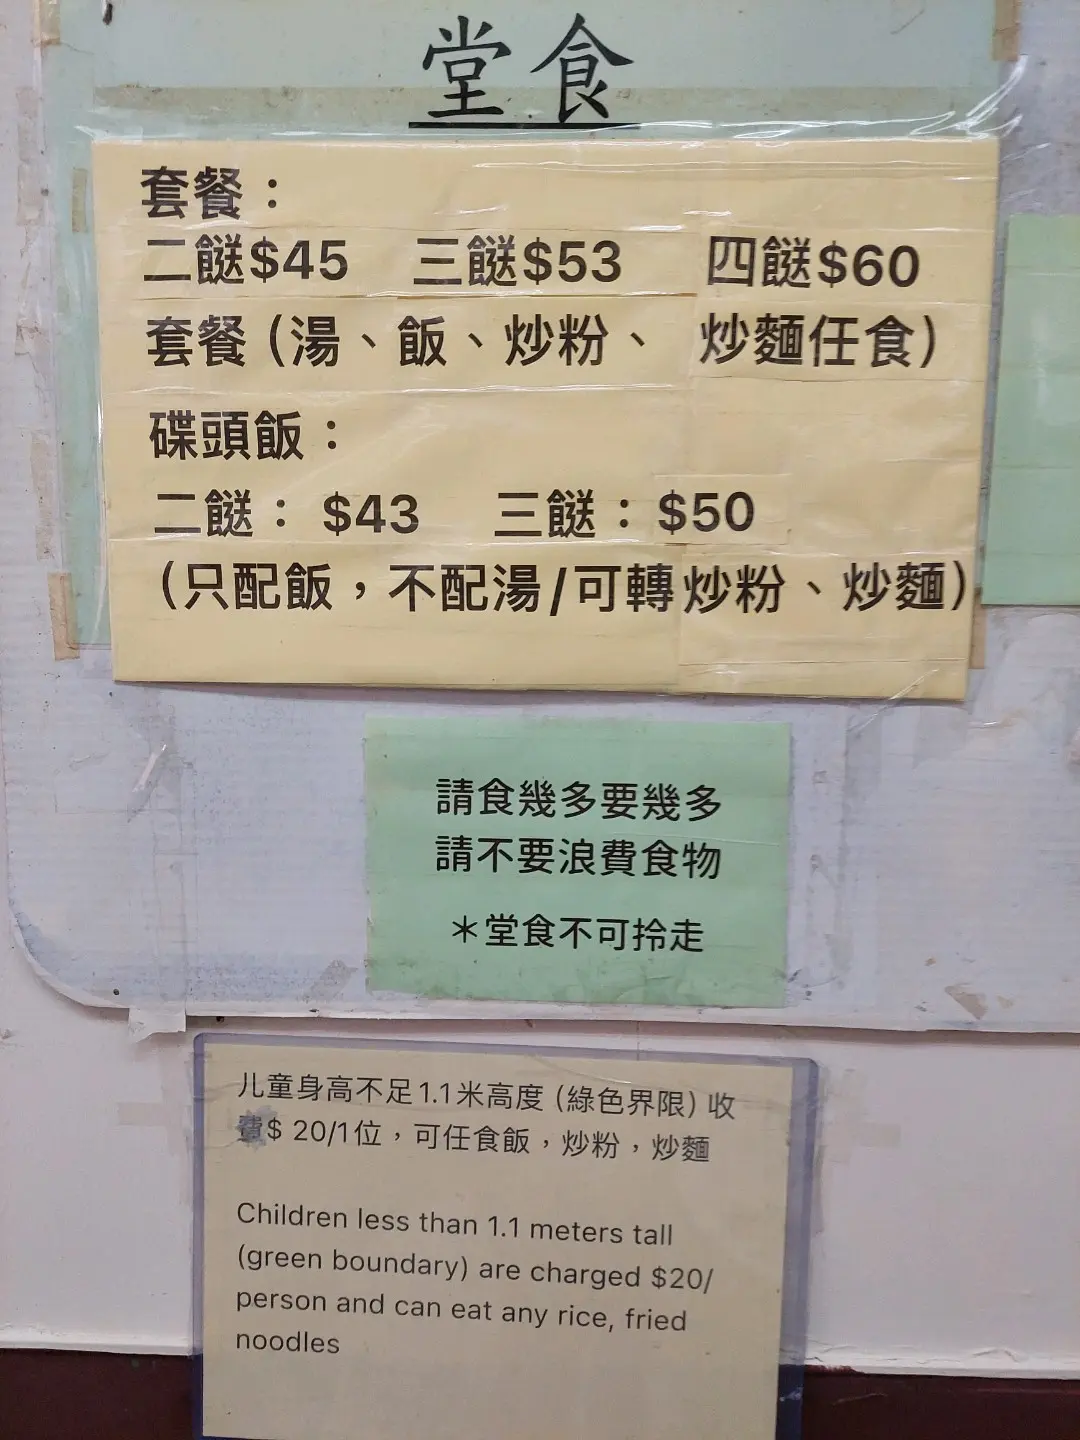 堂食
套餐：
二餸$45 三餸$53 四餸$60
套餐（湯、飯、炒粉、炒麵任食）
碟頭飯：
二餸： $43 三餸：$50
（只配飯，不配湯/可轉炒粉、炒麵）
請食幾多要幾多
請不要浪費食物
＊堂食不可拎走
儿童身高不足1.1米高度 (綠色界限) 收
費$ 20/1位，可任食飯，炒粉，炒麵
Children less than 1.1 meters tall
(green boundary) are charged $20/
person and can eat any rice, fried
noodles